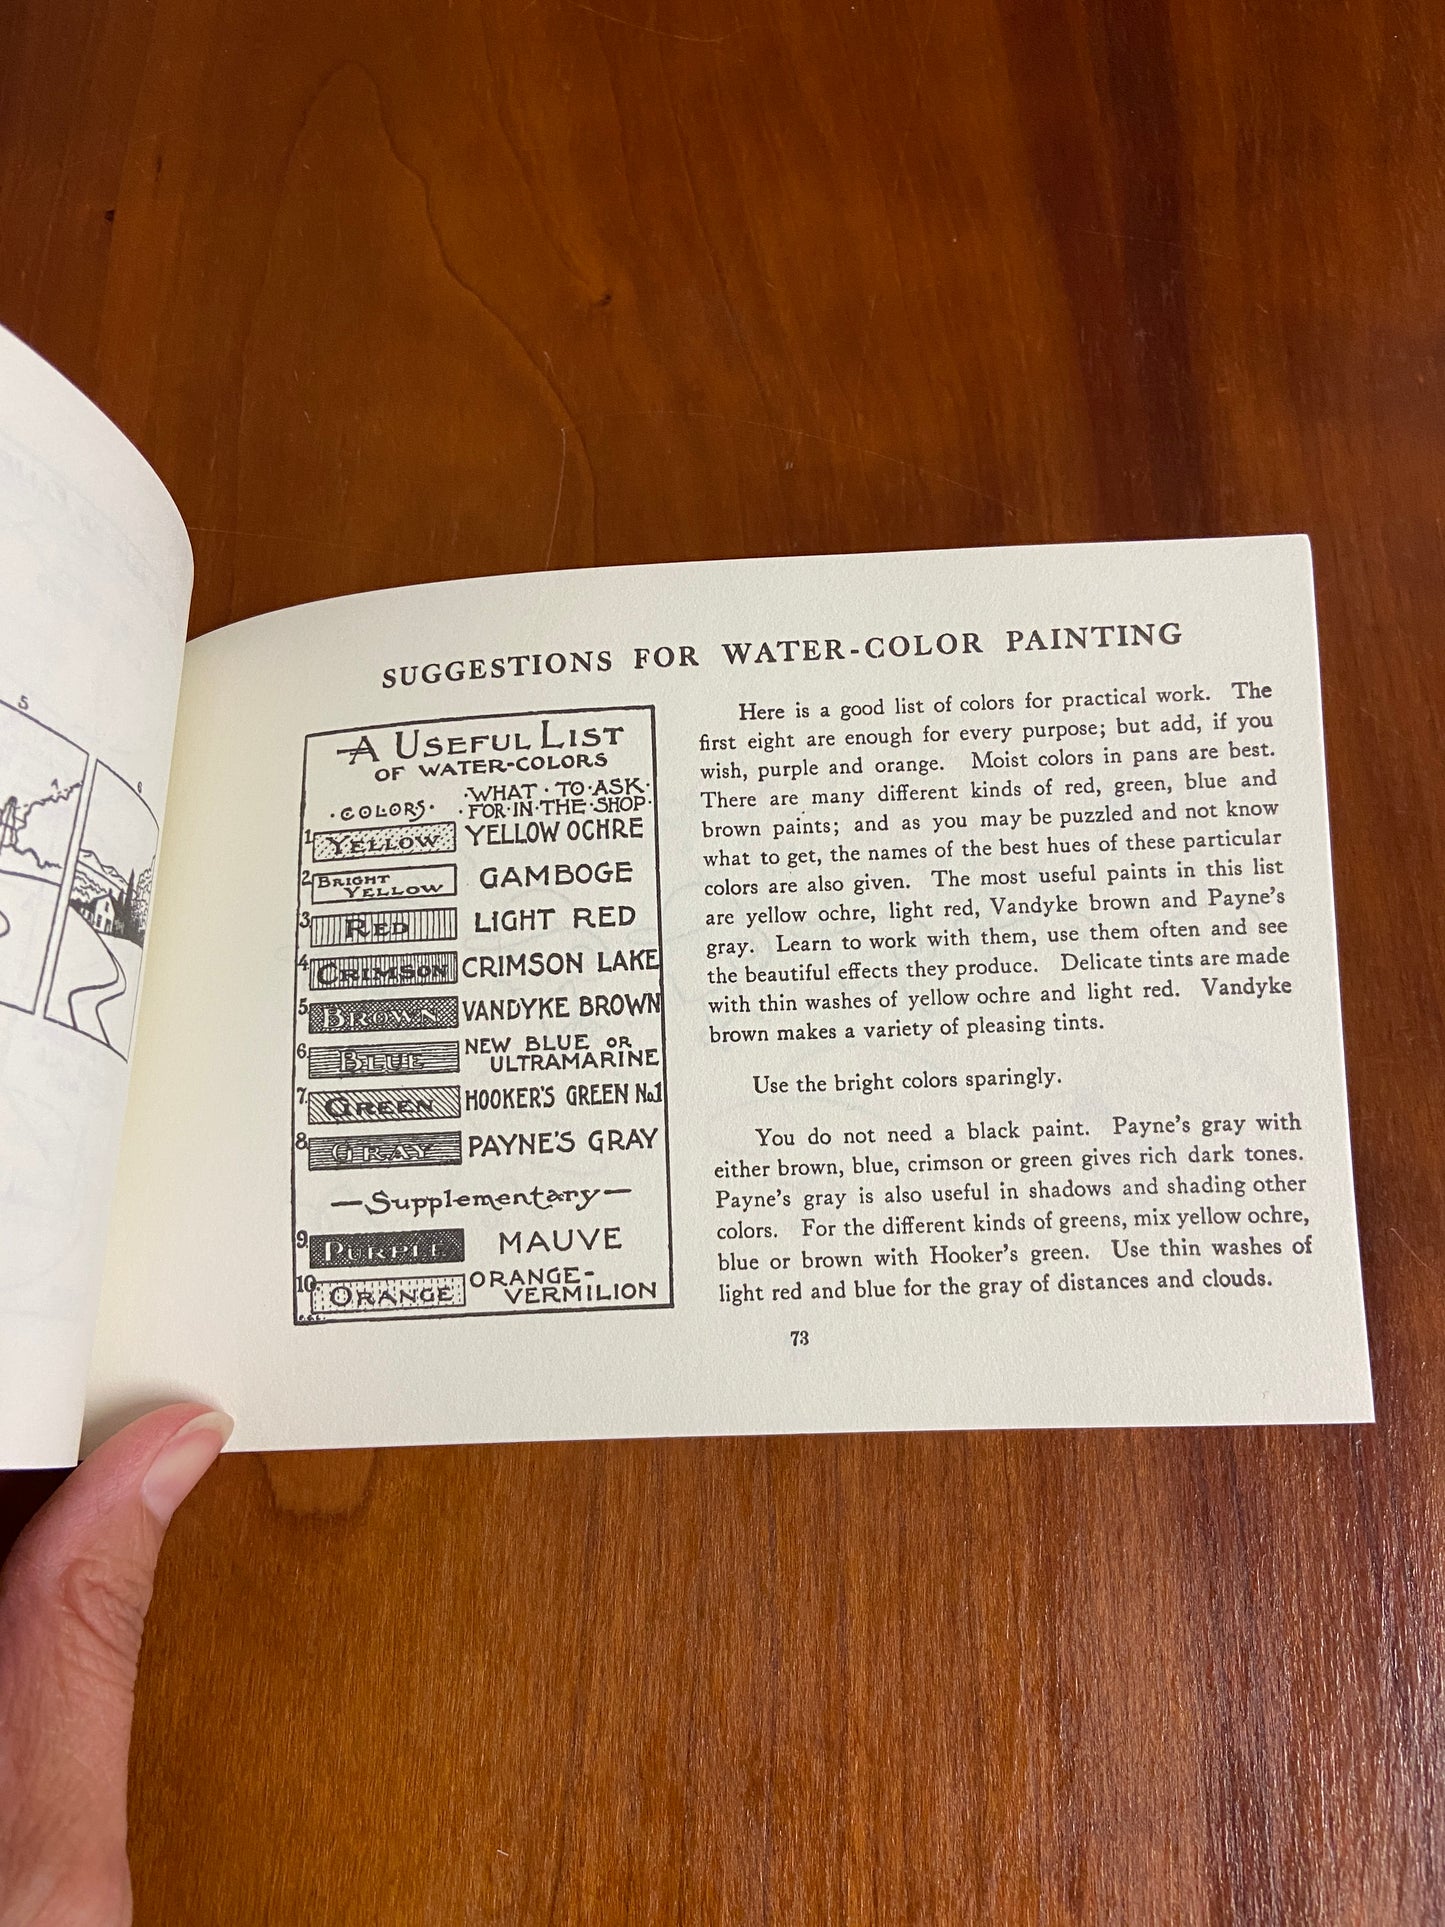 5
6
SUGGESTIONS FOR WATER-COLOR PAINTING
A USEFUL LIST
OF WATER-COLORS
·COLORS·
·WHAT·TO·ASK·
·FOR·IN·THE·SHOP·
1 YELLOW YELLOW OCHRE
2 BRIGHT YELLOW GAMBOGE
3 RED LIGHT RED
4 CRIMSON CRIMSON LAKE
5 BROWN VANDYKE BROWN
6. BLUE NEW BLUE OR
ULTRAMARINE
7. GREEN HOOKER'S GREEN No.1
8. GRAY PAYNE'S GRAY
—Supplementary—
9. PURPLE MAUVE
10. ORANGE ORANGE-
VERMILION
Here is a good list of colors for practical work. The
first eight are enough for every purpose; but add, if you
wish, purple and orange. Moist colors in pans are best.
There are many different kinds of red, green, blue and
brown paints; and as you may be puzzled and not know
what to get, the names of the best hues of these particular
colors are also given. The most useful paints in this list
are yellow ochre, light red, Vandyke brown and Payne's
gray. Learn to work with them, use them often and see
the beautiful effects they produce. Delicate tints are made
with thin washes of yellow ochre and light red. Vandyke
brown makes a variety of pleasing tints.
Use the bright colors sparingly.
You do not need a black paint. Payne's gray with
either brown, blue, crimson or green gives rich dark tones.
Payne's gray is also useful in shadows and shading other
colors. For the different kinds of greens, mix yellow ochre,
blue or brown with Hooker's green. Use thin washes of
light red and blue for the gray of distances and clouds.
73